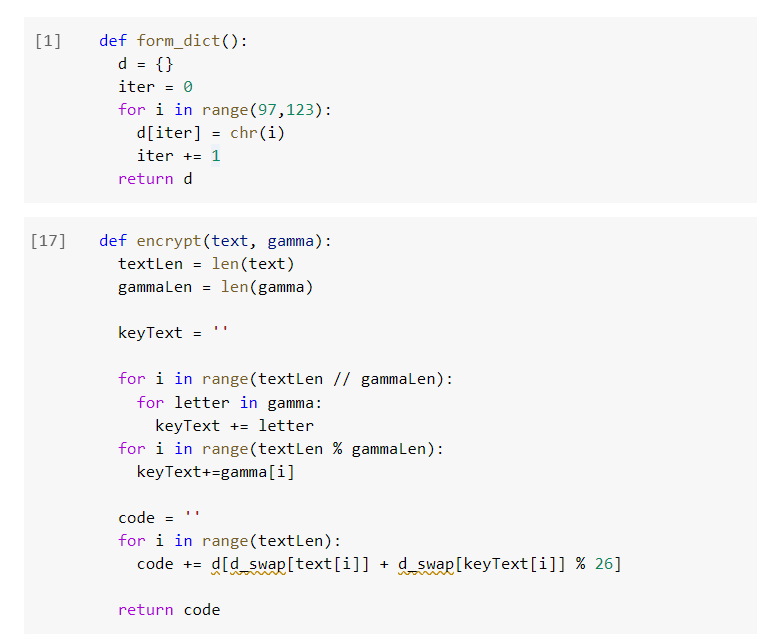 [1] def form_dict():
d = {}
iter = 0
for i in range(97,123):
d[iter] = chr(i)
iter += 1
return d
[17] def encrypt(text, gamma):
textLen = len(text)
gammaLen = len(gamma)
keyText = ''
for i in range(textLen // gammaLen):
for letter in gamma:
keyText += letter
for i in range(textLen % gammaLen):
keyText+=gamma[i]
code = ''
for i in range(textLen):
code += d[d_swap[text[i]] + d_swap[keyText[i]] % 26]
return code